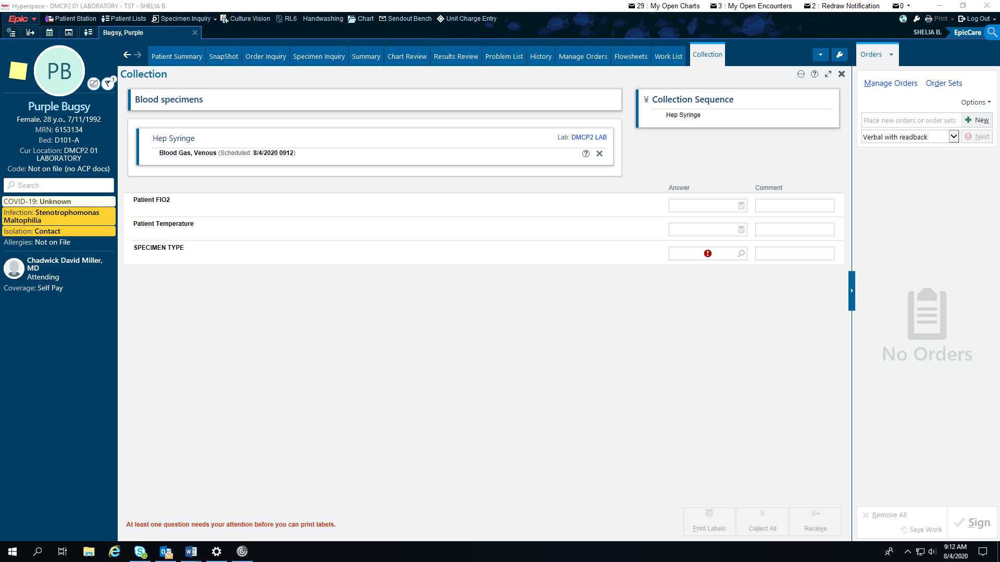 Hyperspace - DMCP2 01 LABORATORY - TST - SHELIA B.
29 : My Open Charts 3 : My Open Encounters 2 : Redraw Notification 0
Epic Patient Station Patient Lists Specimen Inquiry Culture Vision RL6 Handwashing Chart Sendout Bench Unit Charge Entry Print Log Out
Bugsy, Purple SHELIA B. EpicCare
PB
1
Purple Bugsy
Female, 28 y.o., 7/11/1992
MRN: 6153134
Bed: D101-A
Cur Location: DMCP2 01
LABORATORY
Code: Not on file (no ACP docs)
Search
COVID-19: Unknown
Infection: Stenotrophomonas
Maltophilia
Isolation: Contact
Allergies: Not on File
Chadwick David Miller,
MD
Attending
Coverage: Self Pay
Patient Summary SnapShot Order Inquiry Specimen Inquiry Summary Chart Review Results Review Problem List History Manage Orders Flowsheets Work List Collection
Collection
Blood specimens
Hep Syringe Lab: DMCP2 LAB
Blood Gas, Venous (Scheduled: 8/4/2020 0912)
Collection Sequence
Hep Syringe
Answer Comment
Patient FIO2
Patient Temperature
SPECIMEN TYPE
At least one question needs your attention before you can print labels.
Print Labels Collect All Receive
Orders
Manage Orders Order Sets
Options
Place new orders or order sets New
Verbal with readback Next
No Orders
Remove All
Save Work
Sign
9:12 AM
8/4/2020